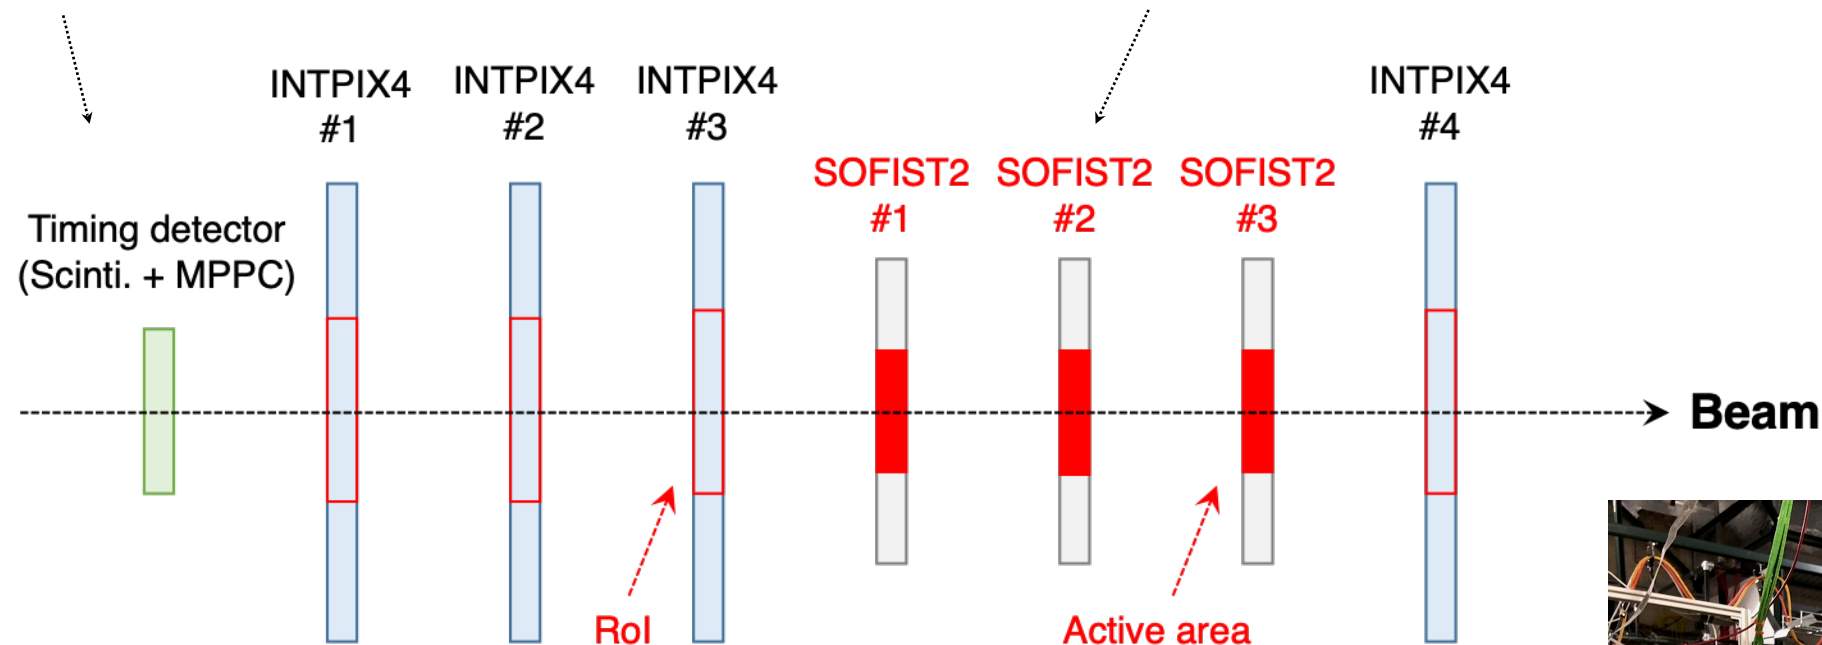 INTPIX4
#1
INTPIX4
#2
INTPIX4
#3
INTPIX4
#4
SOFIST2
#1
SOFIST2
#2
SOFIST2
#3
Timing detector
(Scinti. + MPPC)
Beam
RoI
Active area